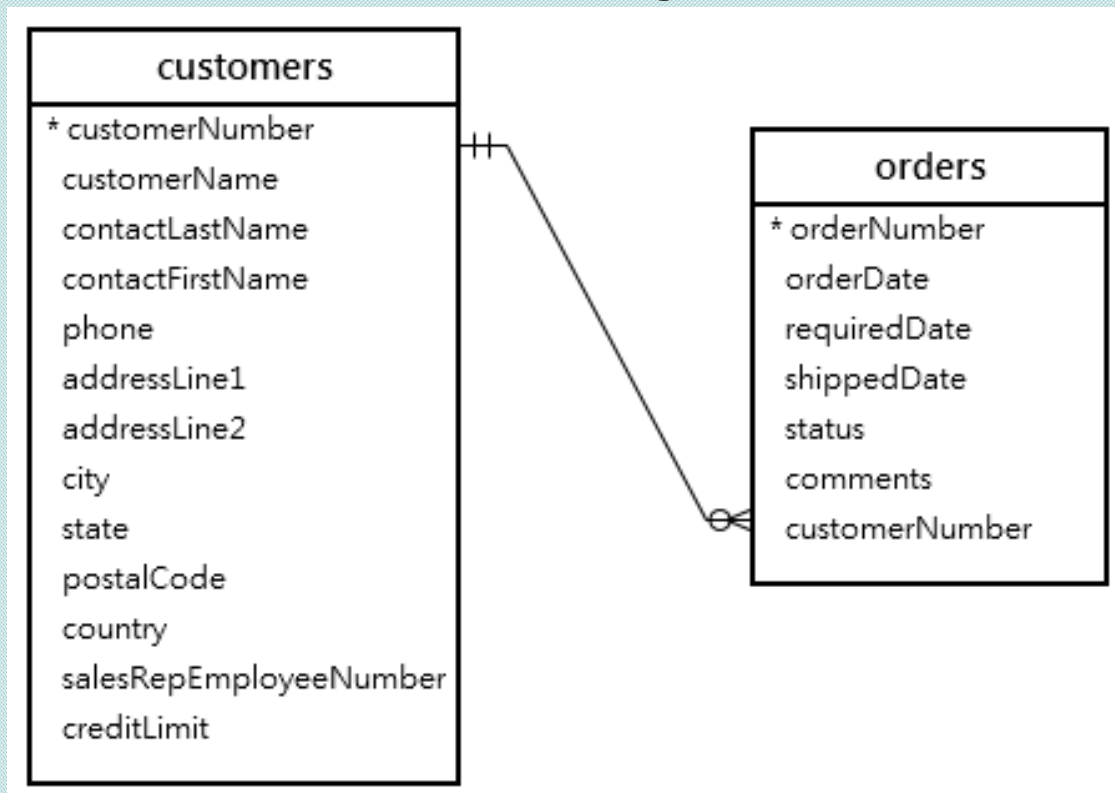 customers
* customerNumber
customerName
contactLastName
contactFirstName
phone
addressLine1
addressLine2
city
state
postalCode
country
salesRepEmployeeNumber
creditLimit
orders
* orderNumber
orderDate
requiredDate
shippedDate
status
comments
customerNumber